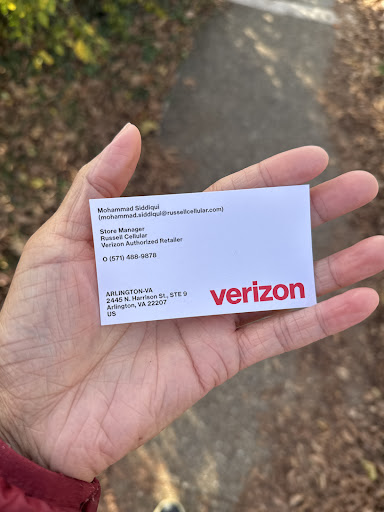 Mohammad Siddiqui
(mohammad.siddiqui@russellcellular.com)
Store Manager
Russell Cellular
Verizon Authorized Retailer
O (571) 488-9878
ARLINGTON-VA
2445 N. Harrison St., STE 9
Arlington, VA 22207
US
verizon